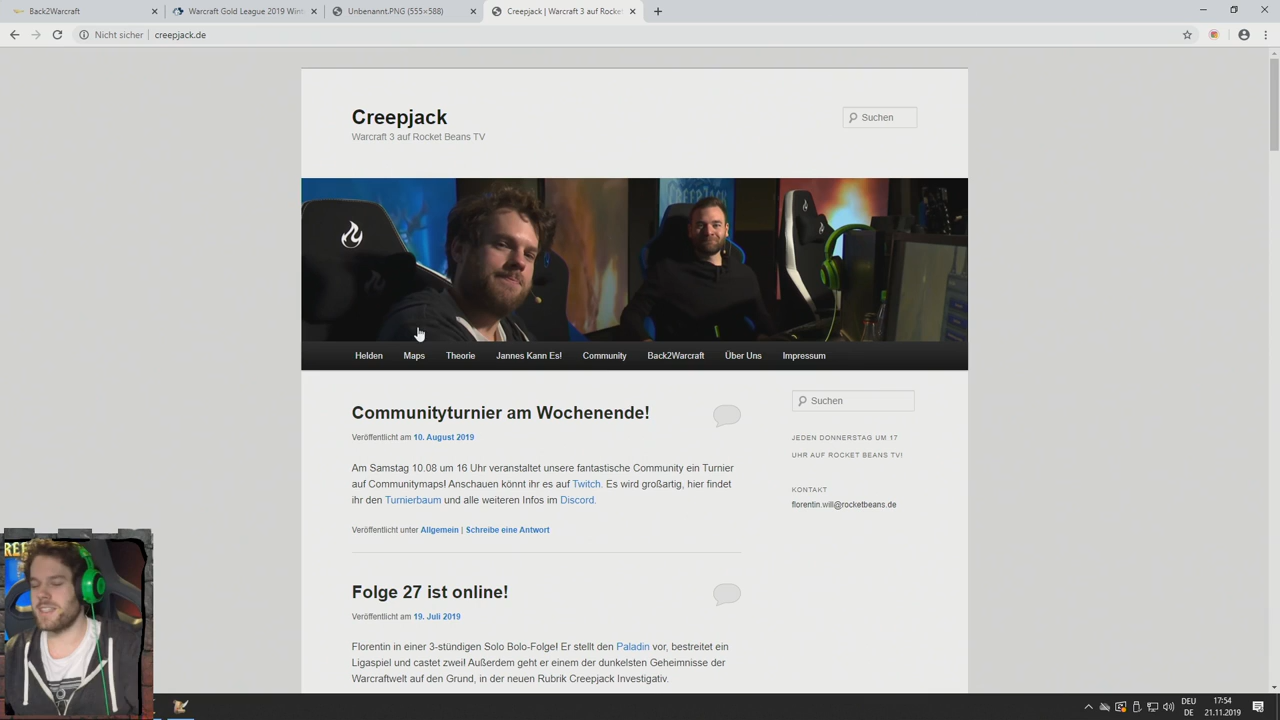 Back2Warcraft
Warcraft Gold League 2019 Wint
Unbenannt.PNG (555×588)
Creepjack | Warcraft 3 auf Rocke
Nicht sicher | creepjack.de
Creepjack
Warcraft 3 auf Rocket Beans TV
Suchen
CREEPJACK
Helden Maps Theorie Jannes Kann Es! Community Back2Warcraft Über Uns Impressum
Communityturnier am Wochenende!
Veröffentlicht am 10. August 2019
Am Samstag 10.08 um 16 Uhr veranstaltet unsere fantastische Community ein Turnier
auf Communitymaps! Anschauen könnt ihr es auf Twitch. Es wird großartig, hier findet
ihr den Turnierbaum und alle weiteren Infos im Discord.
Veröffentlicht unter Allgemein | Schreibe eine Antwort
Folge 27 ist online!
Veröffentlicht am 19. Juli 2019
Florentin in einer 3-stündigen Solo Bolo-Folge! Er stellt den Paladin vor, bestreitet ein
Ligaspiel und castet zwei! Außerdem geht er einem der dunkelsten Geheimnisse der
Warcraftwelt auf den Grund, in der neuen Rubrik Creepjack Investigativ.
Suchen
JEDEN DONNERSTAG UM 17
UHR AUF ROCKET BEANS TV!
KONTAKT
florentin.will@rocketbeans.de
DEU
DE
17:54
21.11.2019